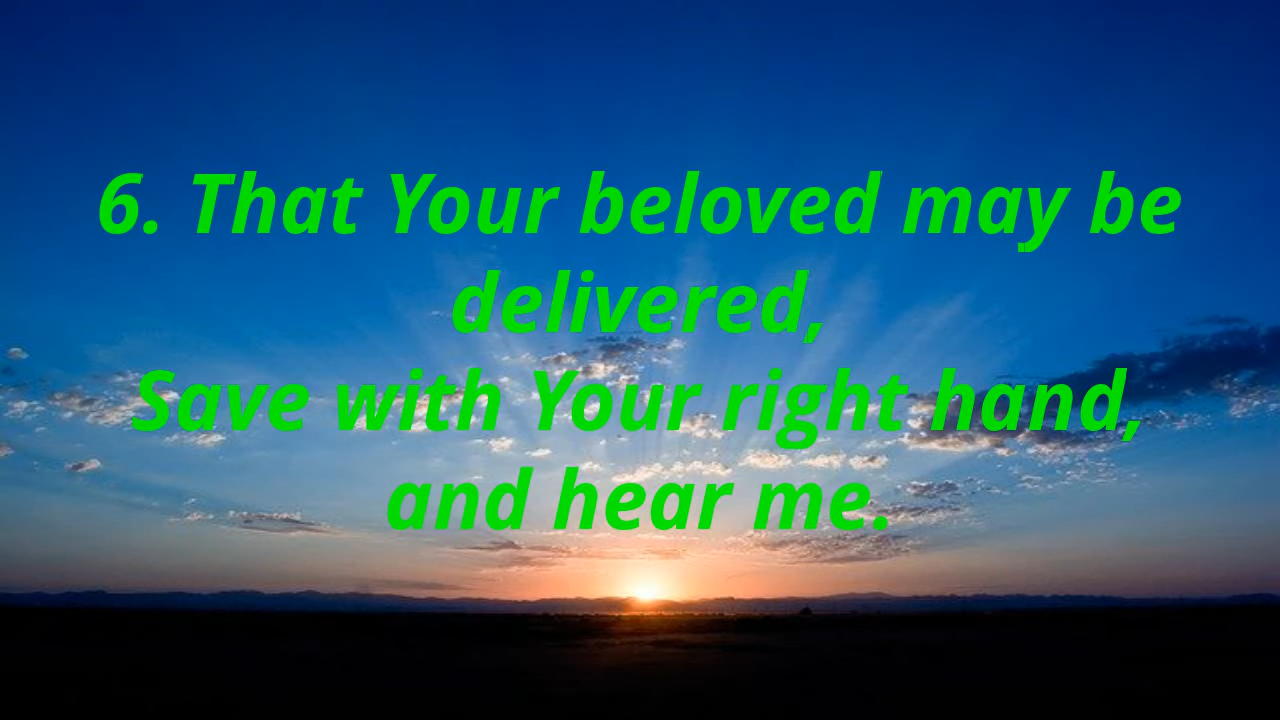 6. That Your beloved may be
delivered,
Save with Your right hand,
and hear me.